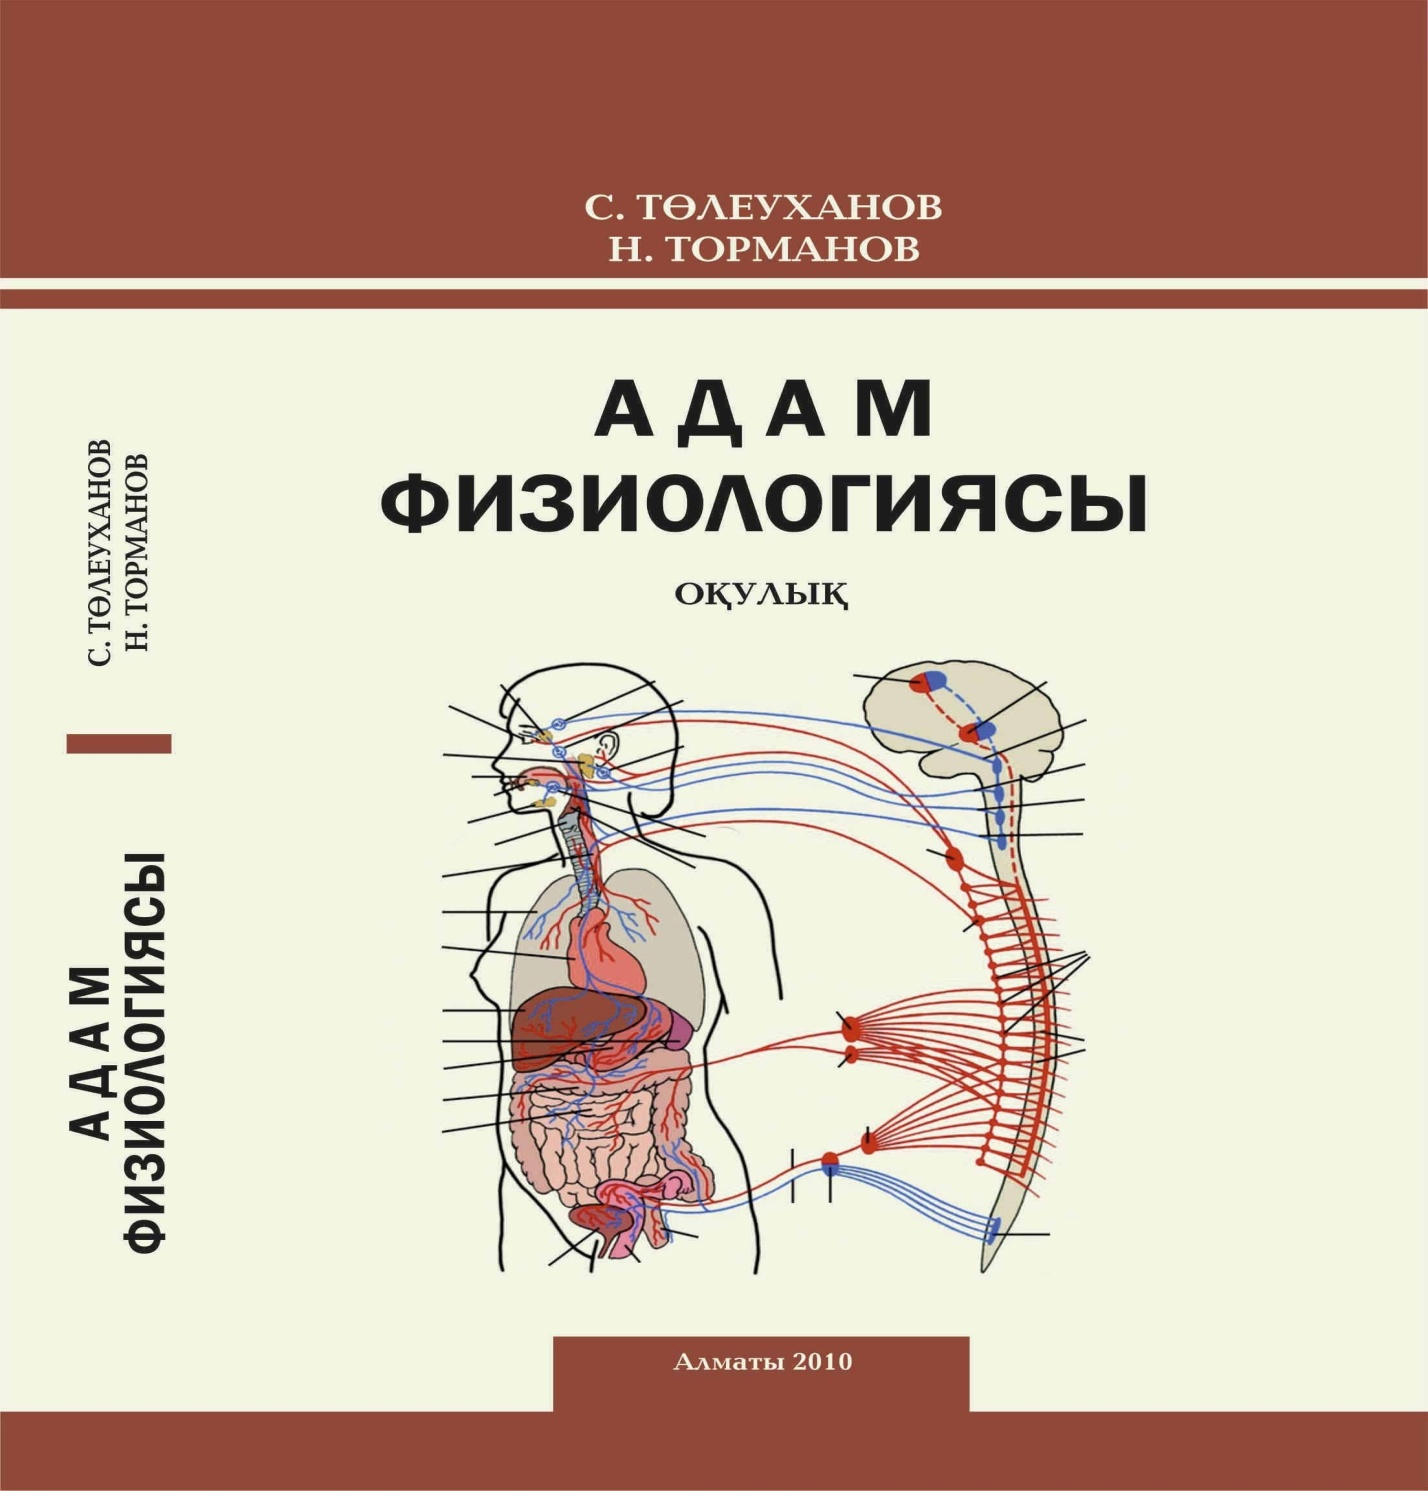 С. ТӨЛЕУХАНОВ
Н. ТОРМАНОВ
АДАМ
ФИЗИОЛОГИЯСЫ
ОҚУЛЫҚ
Алматы 2010
С. ТӨЛЕУХАНОВ
Н. ТОРМАНОВ
АДАМ
ФИЗИОЛОГИЯСЫ